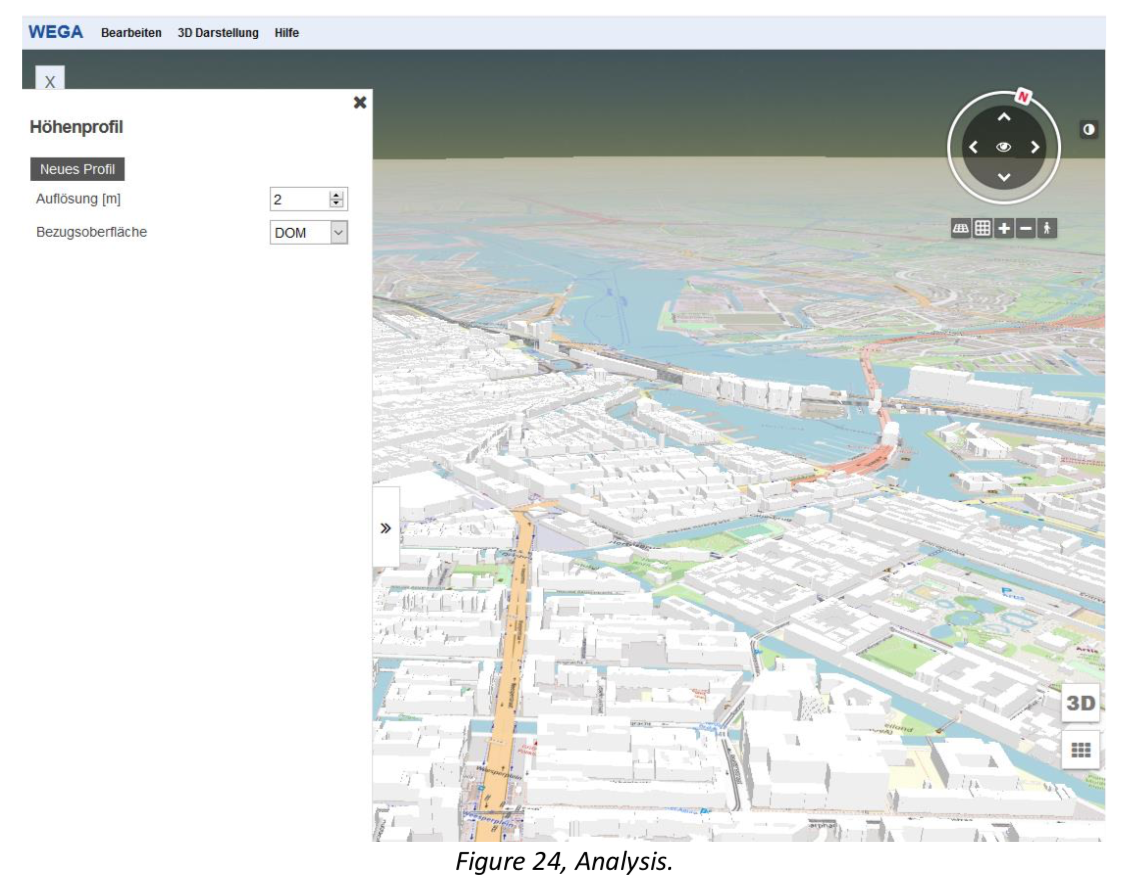 WEGA Bearbeiten 3D Darstellung Hilfe
X
Höhenprofil
Neues Profil
Auflösung [m] 2
Bezugsoberfläche DOM
N
3D
Figure 24, Analysis.